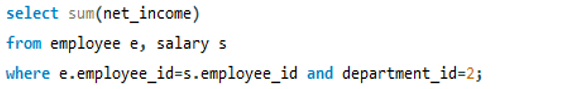 select sum(net_income)
from employee e, salary s
where e.employee_id=s.employee_id and department_id=2;